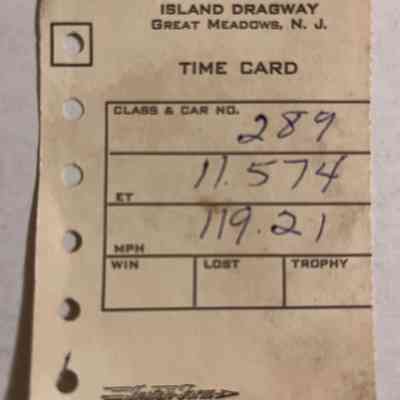 ISLAND DRAGWAY
GREAT MEADOWS, N. J.
TIME CARD
CLASS & CAR NO. 289
ET 11.574
MPH 119.21
WIN LOST TROPHY